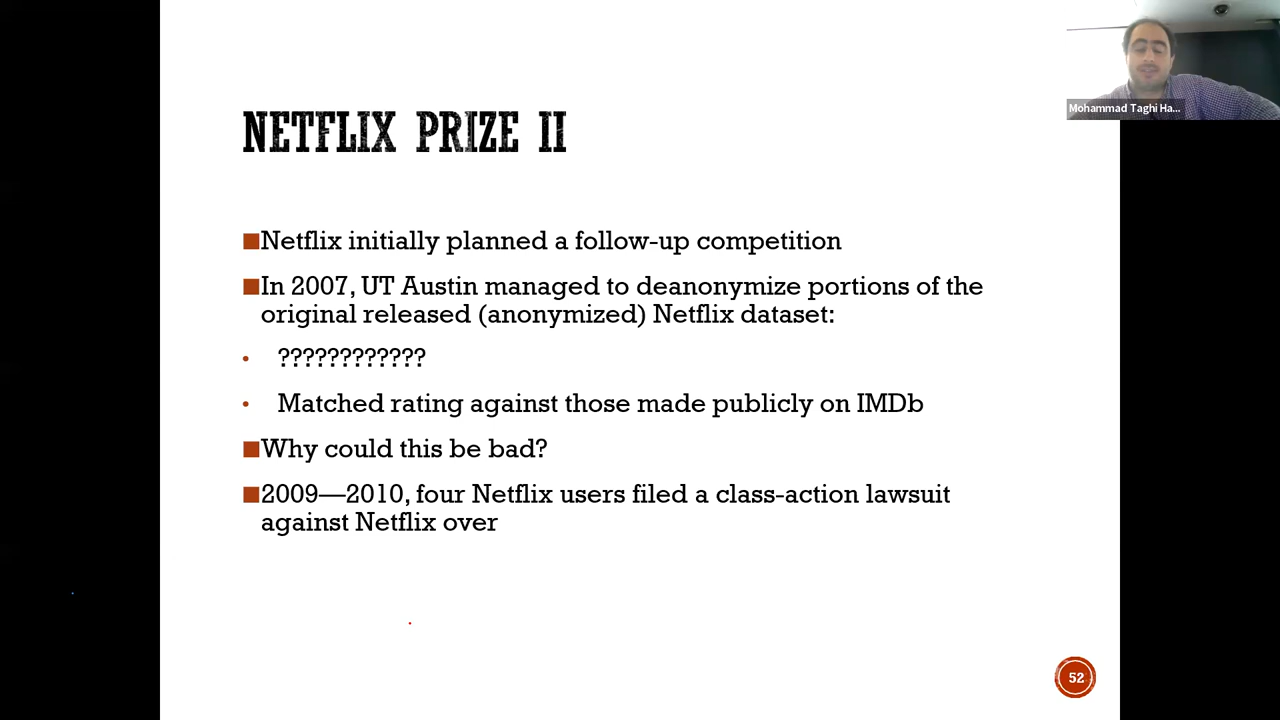 Mohammad Taghi Ha...
NETFLIX PRIZE II
■Netflix initially planned a follow-up competition
■In 2007, UT Austin managed to deanonymize portions of the
original released (anonymized) Netflix dataset:
• ????????????
• Matched rating against those made publicly on IMDb
■Why could this be bad?
■2009—2010, four Netflix users filed a class-action lawsuit
against Netflix over
52